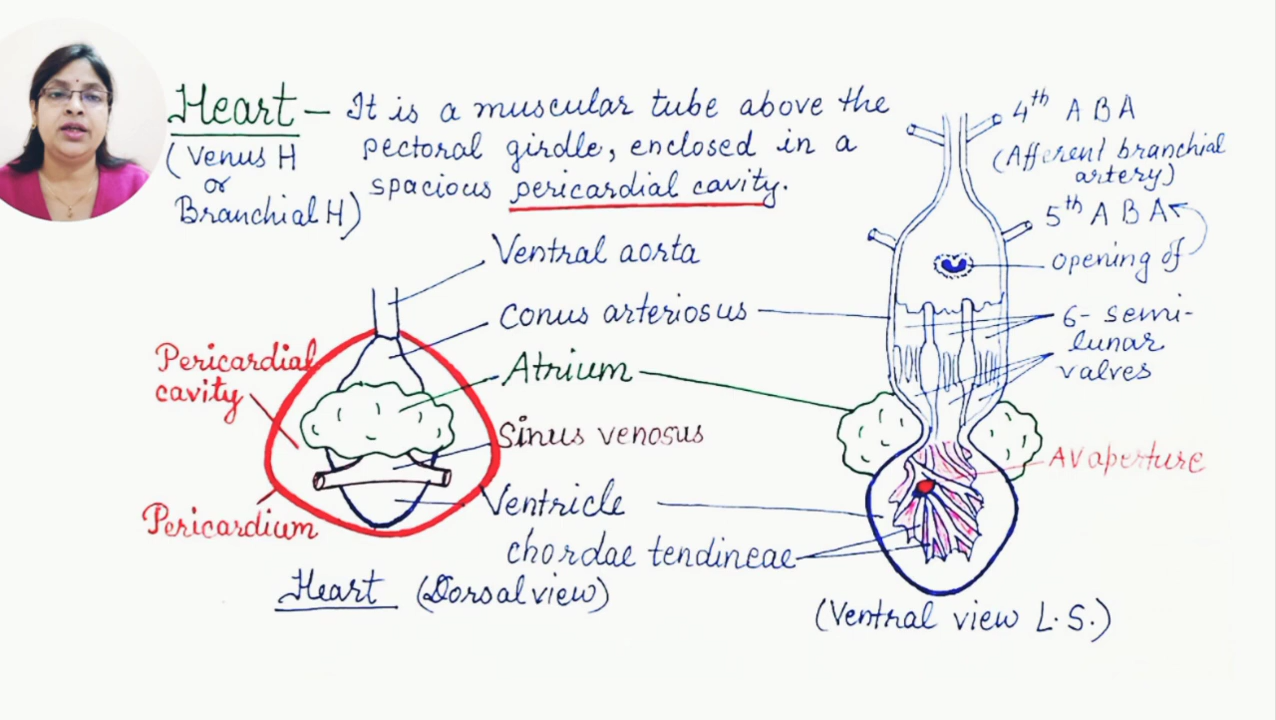 Heart – It is a muscular tube above the
(Venus H pectoral girdle, enclosed in a
or spacious pericardial cavity.
Branchial H)
4th A B A
(Afferent branchial
artery)
5th A B A
opening of
6 - semi-
lunar
valves
AV aperture
Ventral aorta
Conus arteriosus
Atrium
Sinus venosus
Ventricle
chordae tendineae
Pericardial
cavity
Pericardium
Heart (Dorsal view)
(Ventral view L.S.)